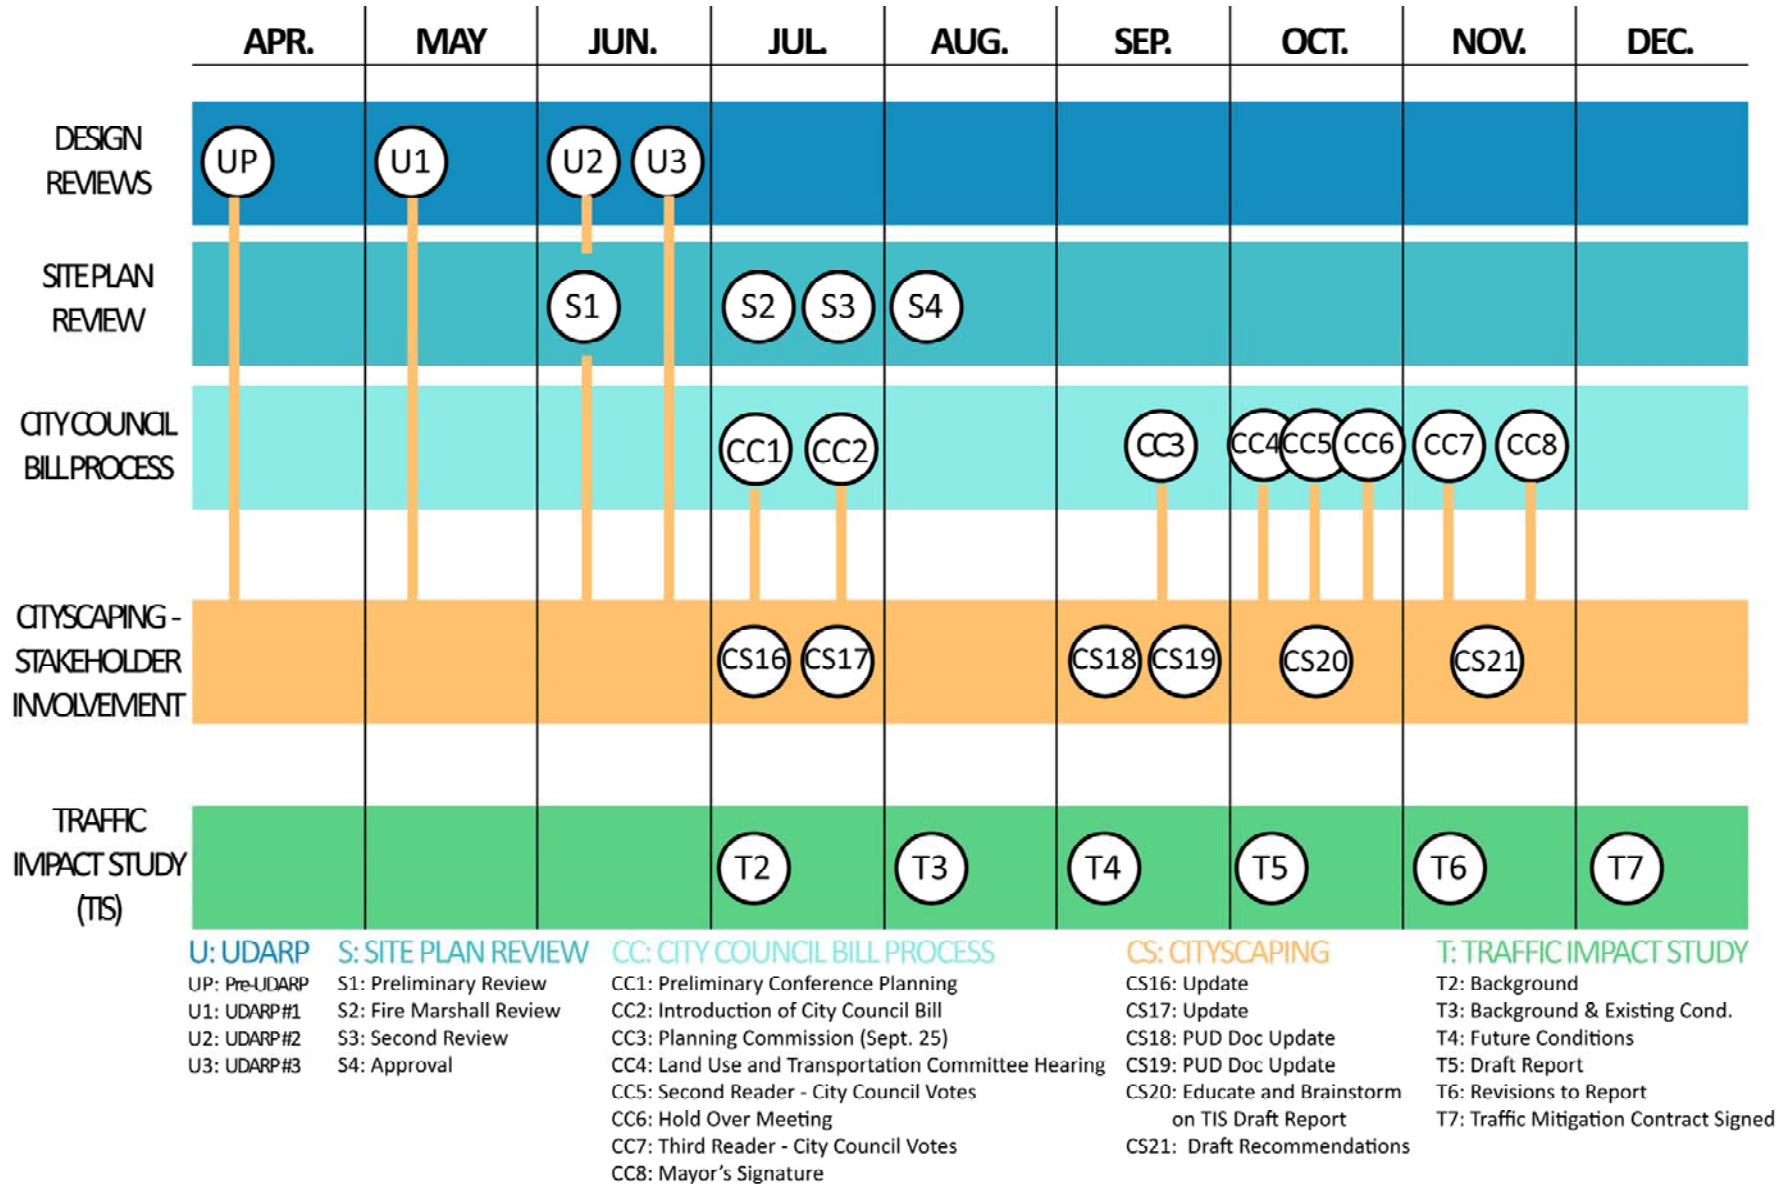 APR. MAY JUN. JUL. AUG. SEP. OCT. NOV. DEC.
DESIGN
REVIEWS
UP U1 U2 U3
SITE PLAN
REVIEW
S1 S2 S3 S4
CITY COUNCIL
BILL PROCESS
CC1 CC2 CC3 CC4 CC5 CC6 CC7 CC8
CITYSCAPING -
STAKEHOLDER
INVOLVEMENT
CS16 CS17 CS18 CS19 CS20 CS21
TRAFFIC
IMPACT STUDY
(TIS)
T2 T3 T4 T5 T6 T7
U: UDARP
UP: Pre-UDARP
U1: UDARP#1
U2: UDARP#2
U3: UDARP#3
S: SITE PLAN REVIEW
S1: Preliminary Review
S2: Fire Marshall Review
S3: Second Review
S4: Approval
CC: CITY COUNCIL BILL PROCESS
CC1: Preliminary Conference Planning
CC2: Introduction of City Council Bill
CC3: Planning Commission (Sept. 25)
CC4: Land Use and Transportation Committee Hearing
CC5: Second Reader - City Council Votes
CC6: Hold Over Meeting
CC7: Third Reader - City Council Votes
CC8: Mayor's Signature
CS: CITYSCAPING
CS16: Update
CS17: Update
CS18: PUD Doc Update
CS19: PUD Doc Update
CS20: Educate and Brainstorm
on TIS Draft Report
CS21: Draft Recommendations
T: TRAFFIC IMPACT STUDY
T2: Background
T3: Background & Existing Cond.
T4: Future Conditions
T5: Draft Report
T6: Revisions to Report
T7: Traffic Mitigation Contract Signed